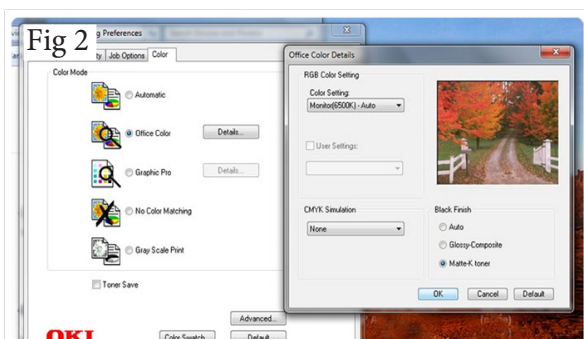 Fig 2
g Preferences
ty
Job Options
Color
Color Mode
Automatic
Office Color
Details...
Graphic Pro
Details...
No Color Matching
Gray Scale Print
Toner Save
Advanced...
OKI
Color Swatch
Default
Office Color Details
RGB Color Setting
Color Setting:
Monitor(6500K) - Auto
User Settings:
CMYK Simulation
None
Black Finish
Auto
Glossy-Composite
Matte-K toner
OK
Cancel
Default